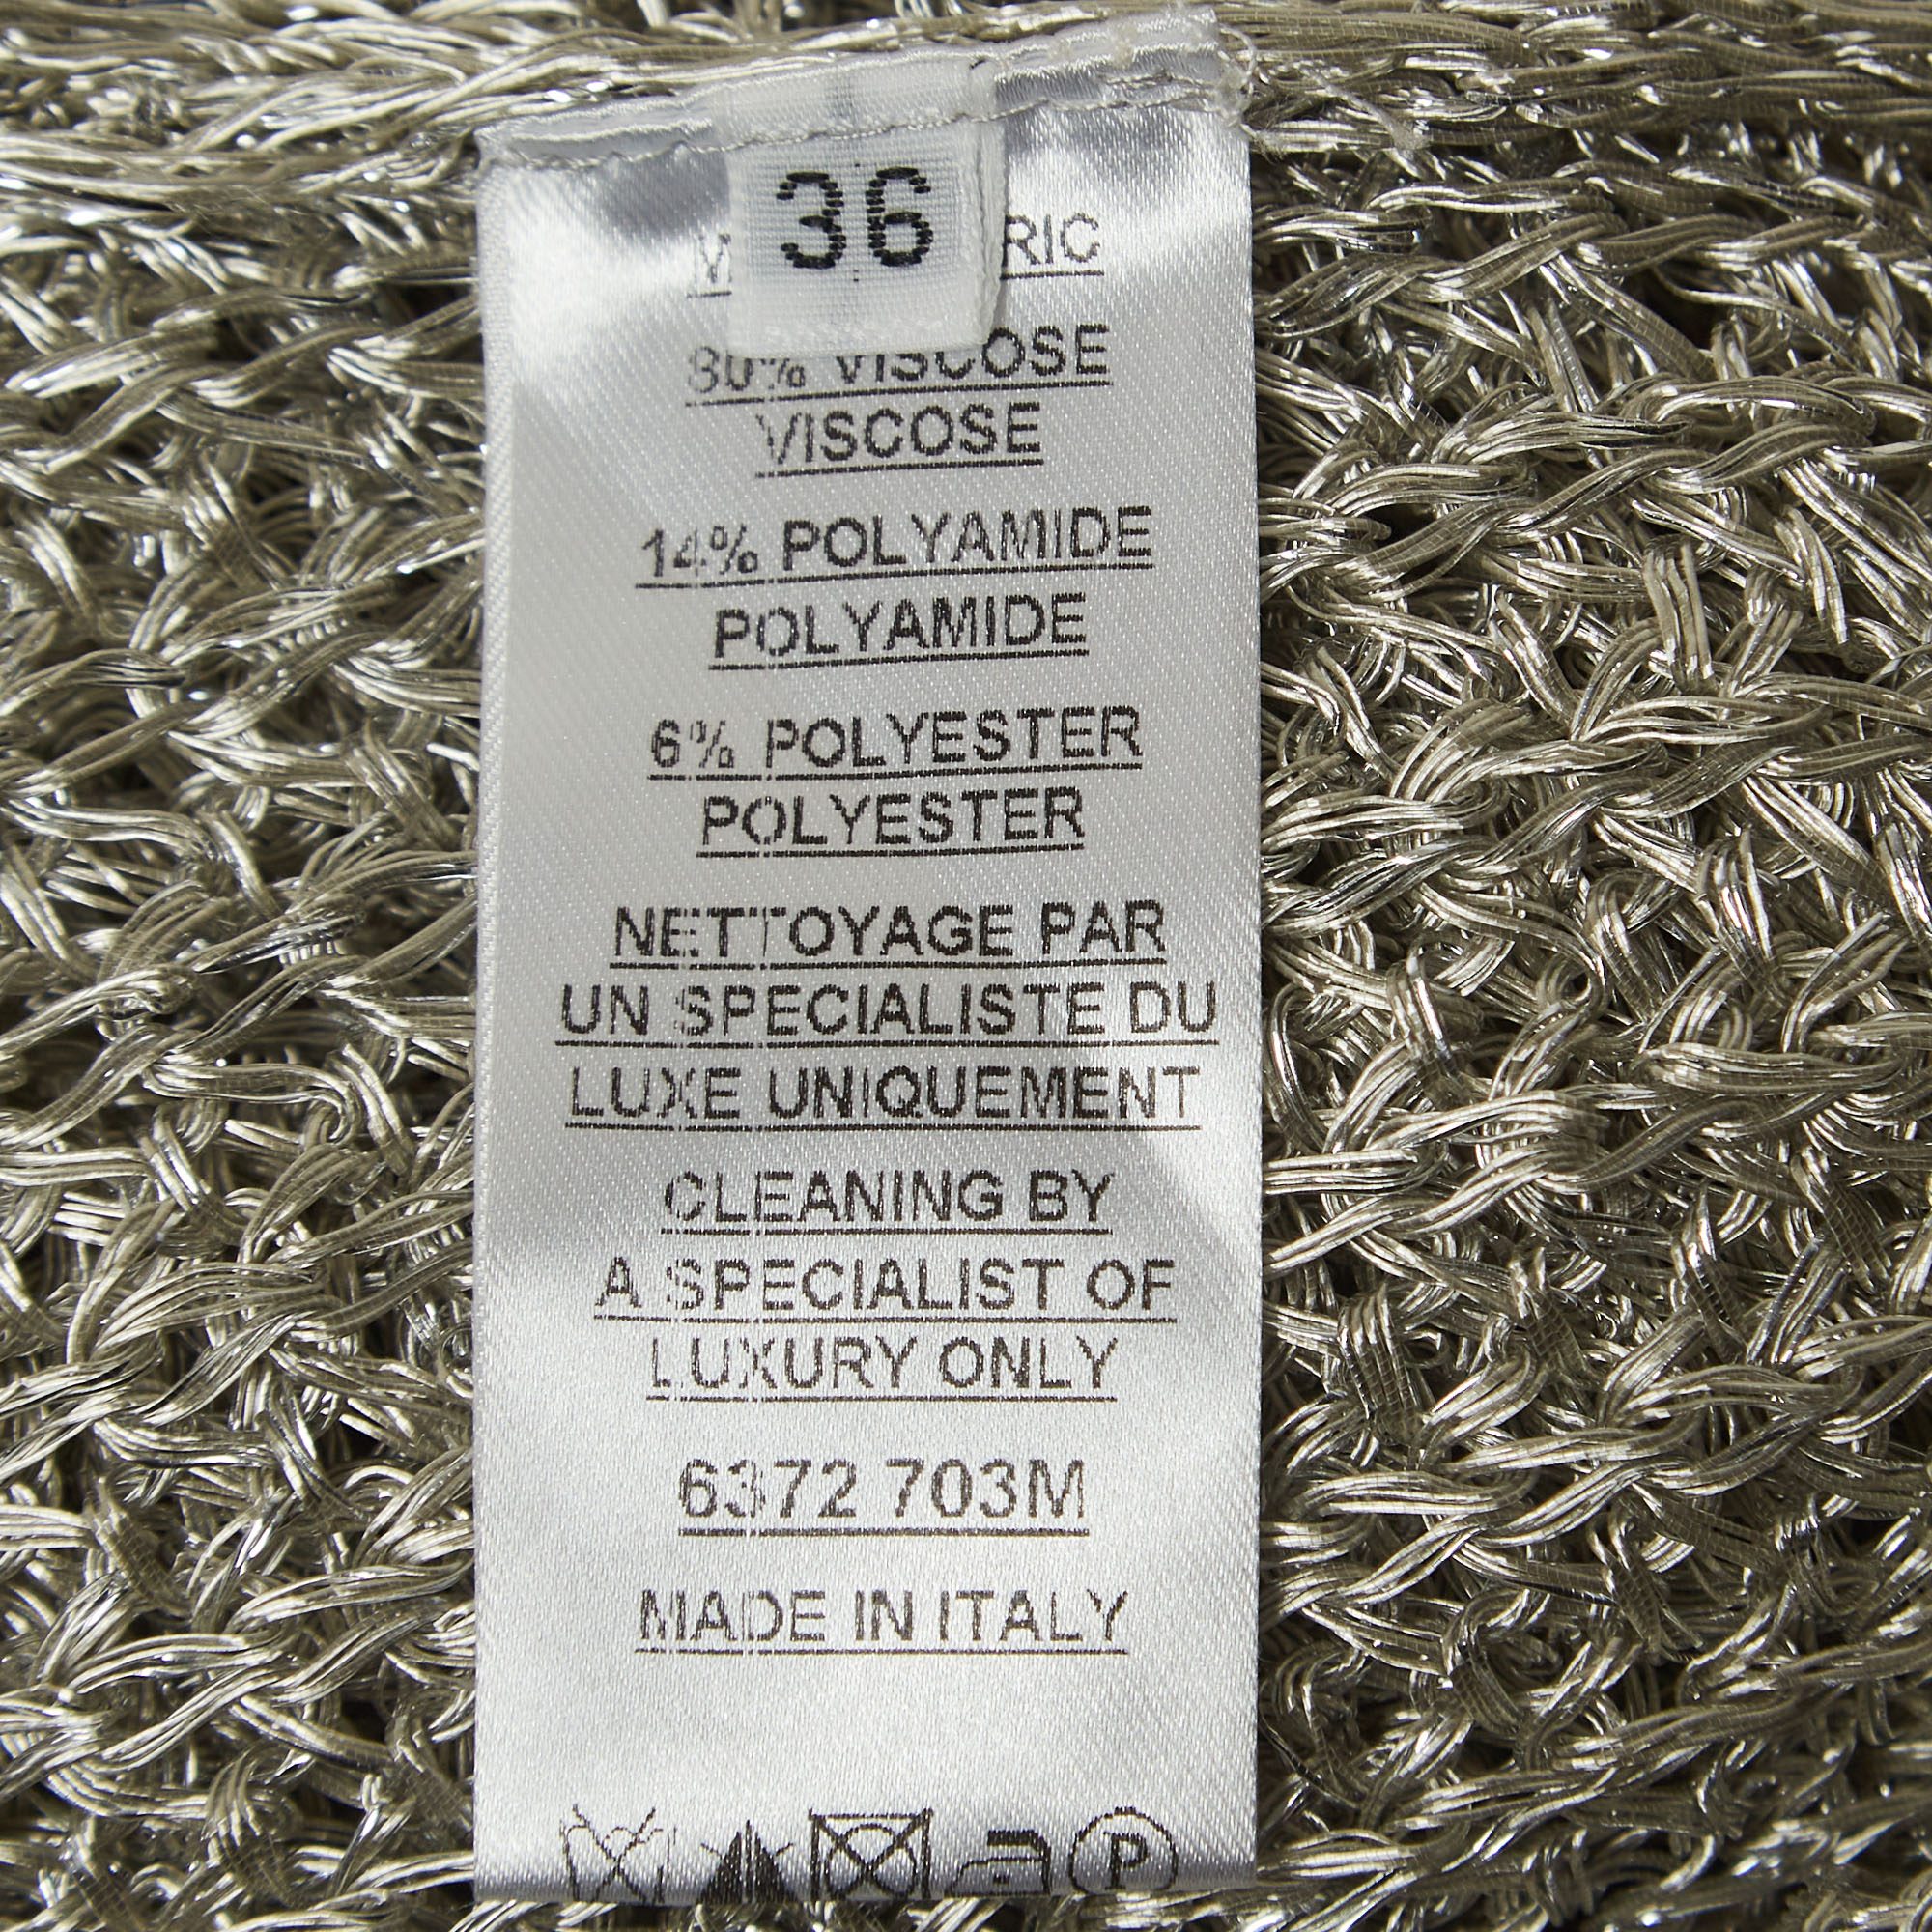 36
80% VISCOSE
VISCOSE
14% POLYAMIDE
POLYAMIDE
6% POLYESTER
POLYESTER
NETTOYAGE PAR
UN SPECIALISTE DU
LUXE UNIQUEMENT
CLEANING BY
A SPECIALIST OF
LUXURY ONLY
6372 703M
MADE IN ITALY
P